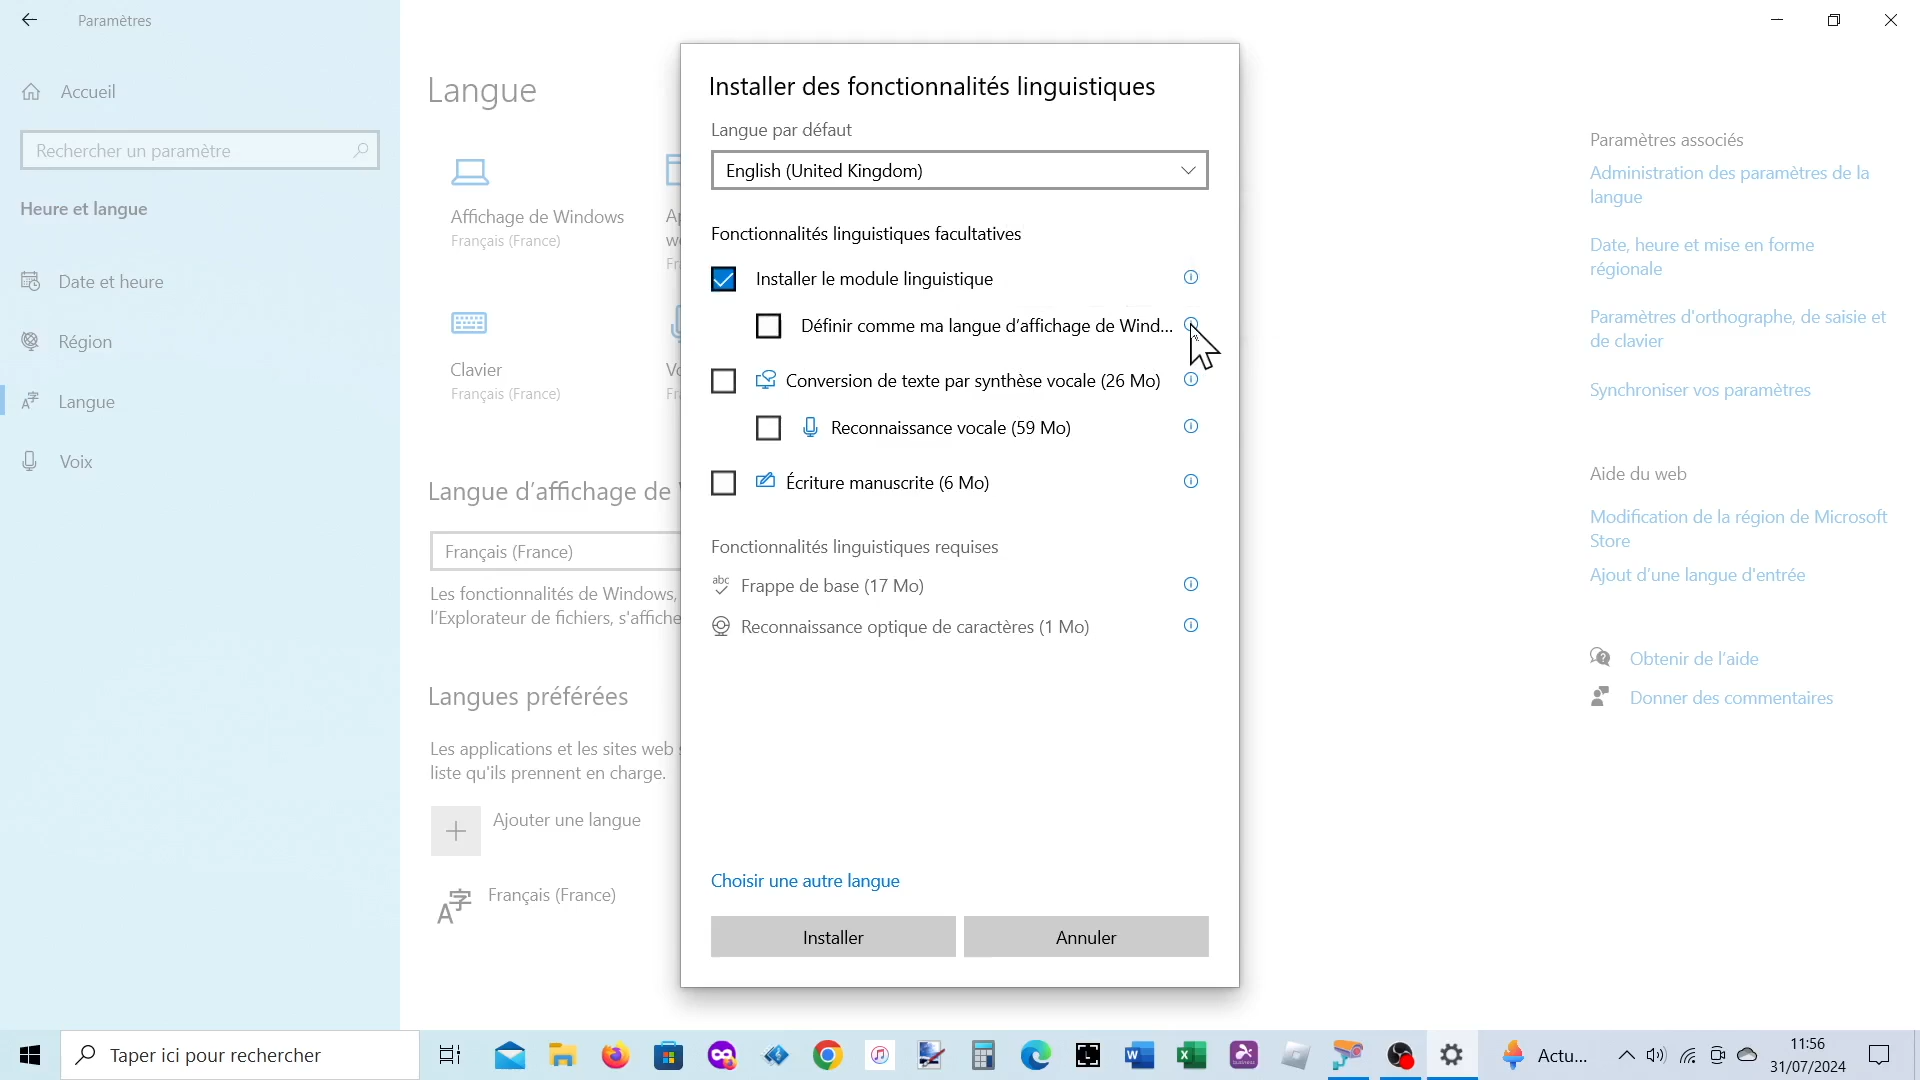 Paramètres
Accueil
Rechercher un paramètre
Heure et langue
Date et heure
Région
Langue
Voix
Langue
Affichage de Windows
Français (France)
Clavier
Français (France)
Langue d'affichage de
Français (France)
Les fonctionnalités de Windows,
l'Explorateur de fichiers, s'affiche
Langues préférées
Les applications et les sites web
liste qu'ils prennent en charge.
Ajouter une langue
Français (France)
Installer des fonctionnalités linguistiques
Langue par défaut
English (United Kingdom)
Fonctionnalités linguistiques facultatives
Installer le module linguistique
Définir comme ma langue d'affichage de Wind...
Conversion de texte par synthèse vocale (26 Mo)
Reconnaissance vocale (59 Mo)
Écriture manuscrite (6 Mo)
Fonctionnalités linguistiques requises
abc Frappe de base (17 Mo)
Reconnaissance optique de caractères (1 Mo)
Choisir une autre langue
Installer
Annuler
Paramètres associés
Administration des paramètres de la
langue
Date, heure et mise en forme
régionale
Paramètres d'orthographe, de saisie et
de clavier
Synchroniser vos paramètres
Aide du web
Modification de la région de Microsoft
Store
Ajout d'une langue d'entrée
Obtenir de l'aide
Donner des commentaires
Taper ici pour rechercher
Actu...
11:56
31/07/2024